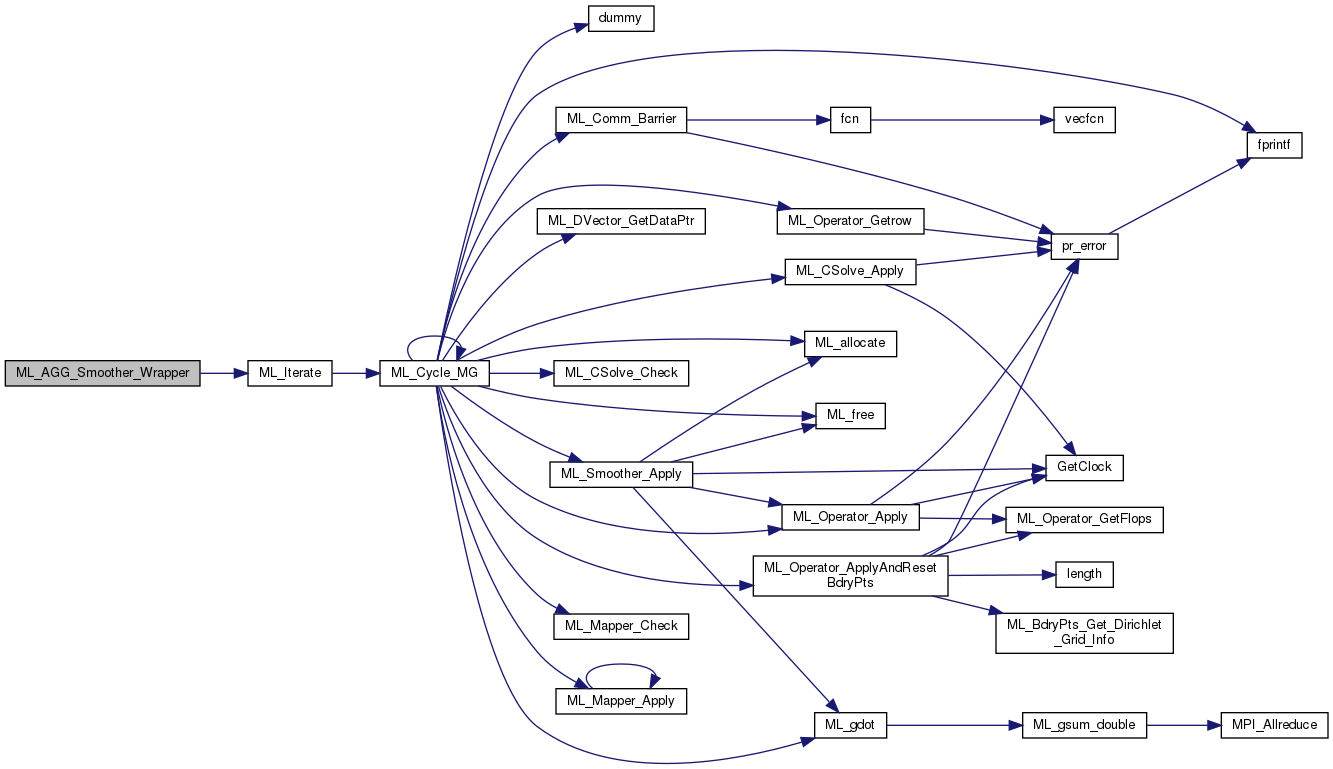 dummy
ML_Comm_Barrier
fcn
vecfcn
fprintf
ML_DVector_GetDataPtr
ML_Operator_Getrow
pr_error
ML_CSolve_Apply
ML_allocate
ML_AGG_Smoother_Wrapper
ML_Iterate
ML_Cycle_MG
ML_CSolve_Check
ML_free
ML_Smoother_Apply
GetClock
ML_Operator_Apply
ML_Operator_GetFlops
ML_Operator_ApplyAndReset
BdryPts
length
ML_BdryPts_Get_Dirichlet
_Grid_Info
ML_Mapper_Check
ML_Mapper_Apply
ML_gdot
ML_gsum_double
MPI_Allreduce